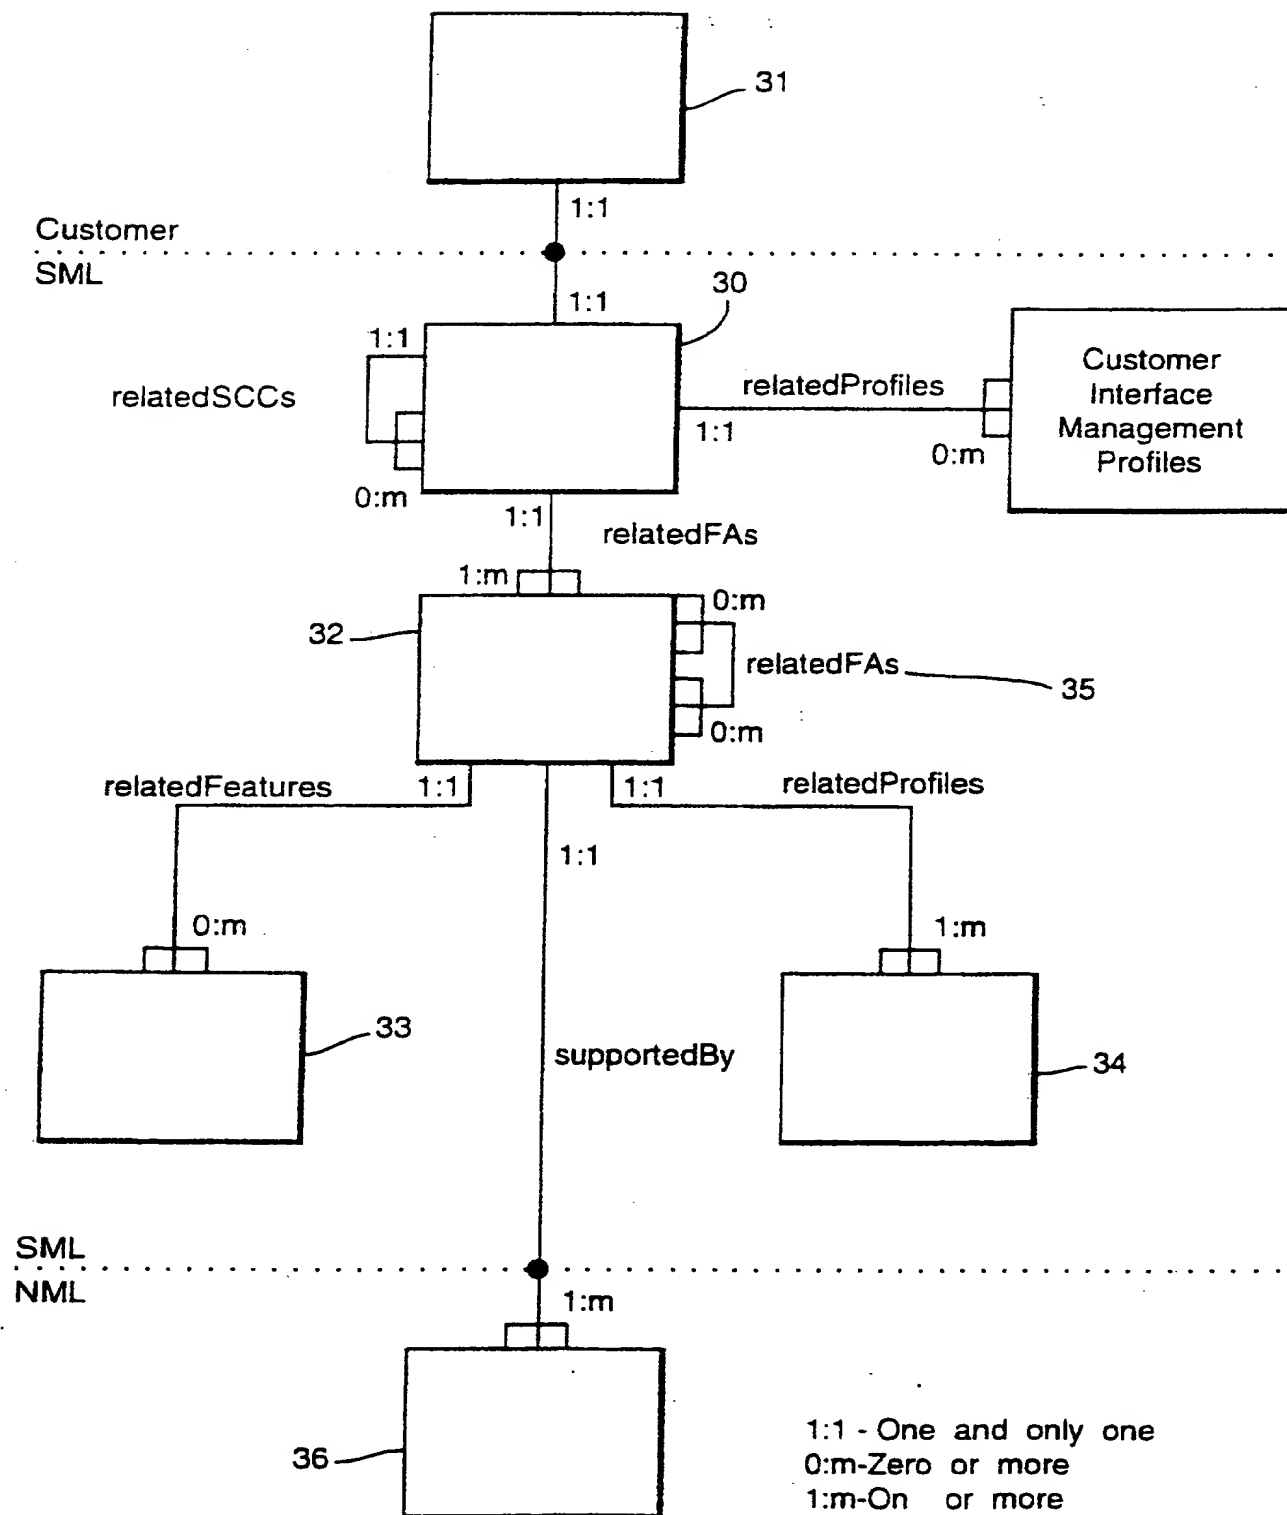 31
1:1
Customer
SML
1:1
30
1:1
relatedSCCs
relatedProfiles
Customer
Interface
Management
Profiles
1:1
0:m
0:m
1:1
relatedFAs
1:m
0:m
32
relatedFAs
35
0:m
relatedFeatures
1:1
1:1
relatedProfiles
1:1
0:m
1:m
33
supportedBy
34
SML
NML
1:m
36
1:1 - One and only one
0:m-Zero or more
1:m-On or more